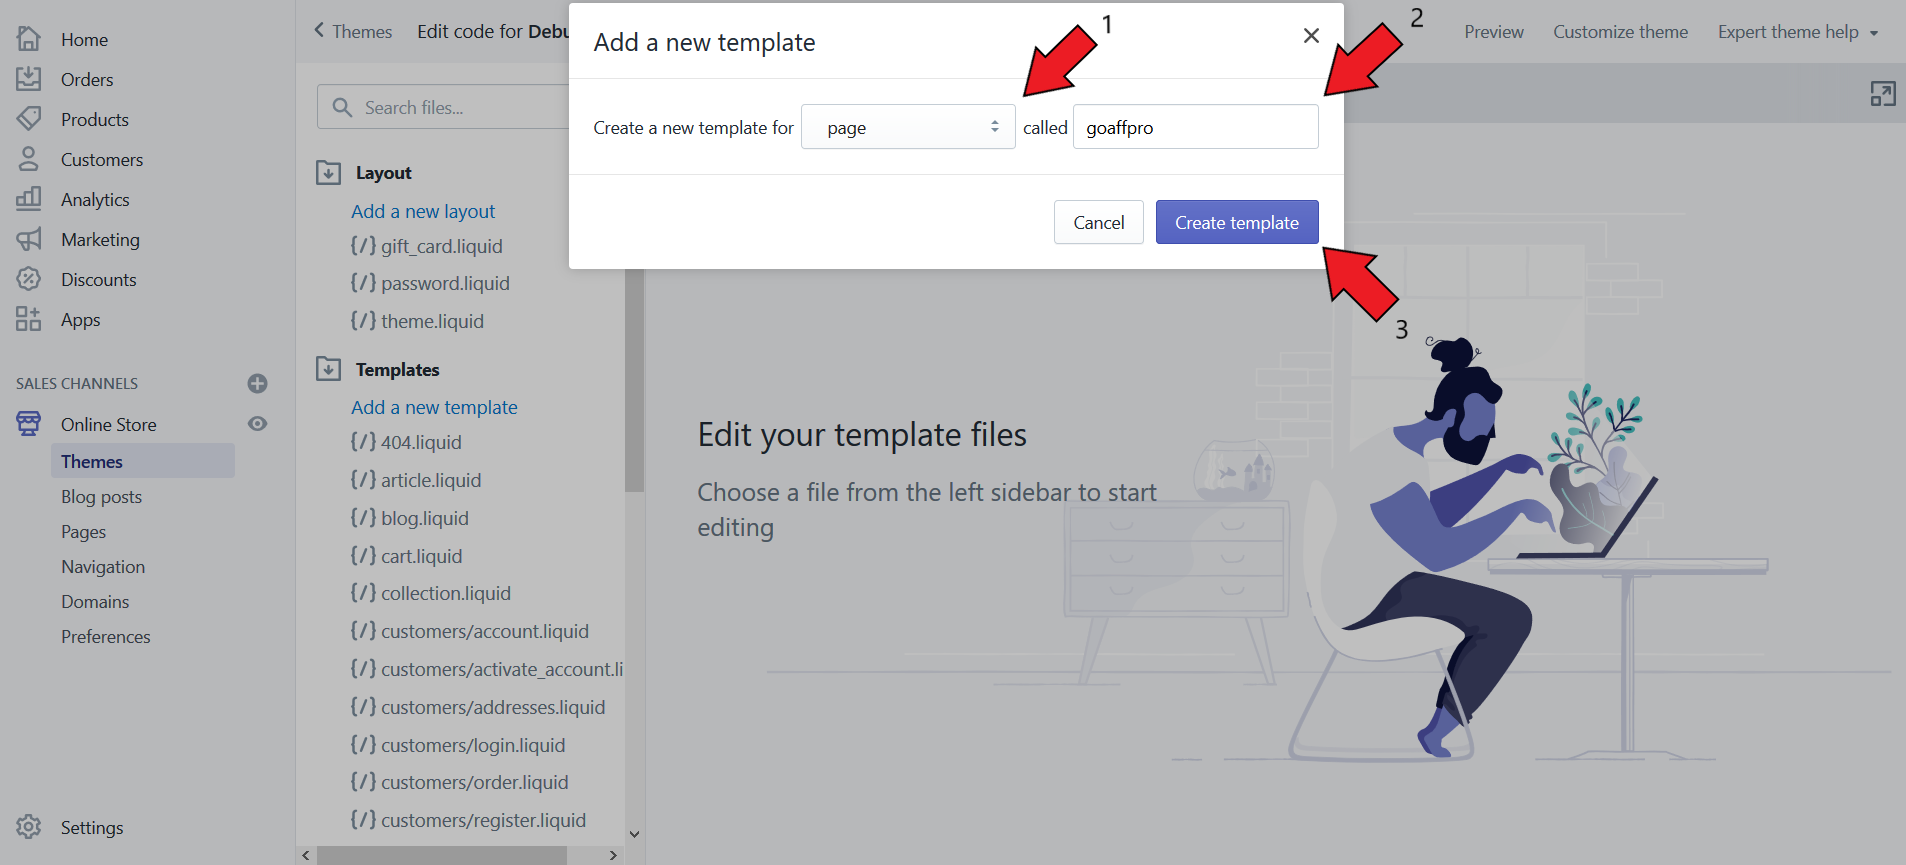 Home
Orders
Products
Customers
Analytics
Marketing
Discounts
Apps
SALES CHANNELS
Online Store
Themes
Blog posts
Pages
Navigation
Domains
Preferences
Settings
Themes
Edit code for Debu
Preview
Customize theme
Expert theme help
Search files...
Layout
Add a new layout
{/} gift_card.liquid
{/} password.liquid
{/} theme.liquid
Templates
Add a new template
{/} 404.liquid
{/} article.liquid
{/} blog.liquid
{/} cart.liquid
{/} collection.liquid
{/} customers/account.liquid
{/} customers/activate_account.li
{/} customers/addresses.liquid
{/} customers/login.liquid
{/} customers/order.liquid
{/} customers/register.liquid
Add a new template
1
2
Create a new template for page called goaffpro
Cancel
Create template
3
Edit your template files
Choose a file from the left sidebar to start
editing